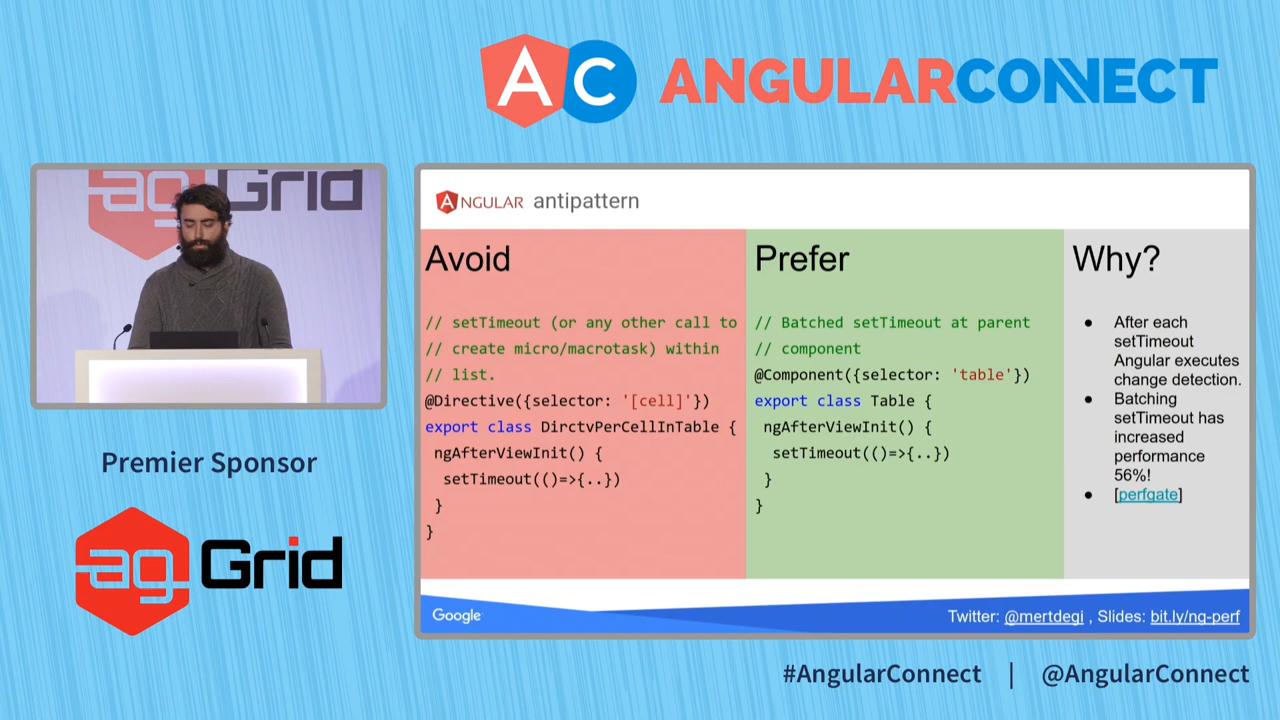 AC ANGULARCONNECT
ag Grid
Premier Sponsor
ag Grid
ANGULAR antipattern
Avoid
// setTimeout (or any other call to
// create micro/macrotask) within
// list.
@Directive({selector: '[cell]'})
export class DirctvPerCellInTable {
ngAfterViewInit() {
setTimeout(()=>{..})
}
}
Prefer
// Batched setTimeout at parent
// component
@Component({selector: 'table'})
export class Table {
ngAfterViewInit() {
setTimeout(()=>{..})
}
}
Why?
● After each
setTimeout
Angular executes
change detection.
● Batching
setTimeout has
increased
performance
56%!
● [perfgate]
Google
Twitter: @mertdegi , Slides: bit.ly/ng-perf
#AngularConnect | @AngularConnect